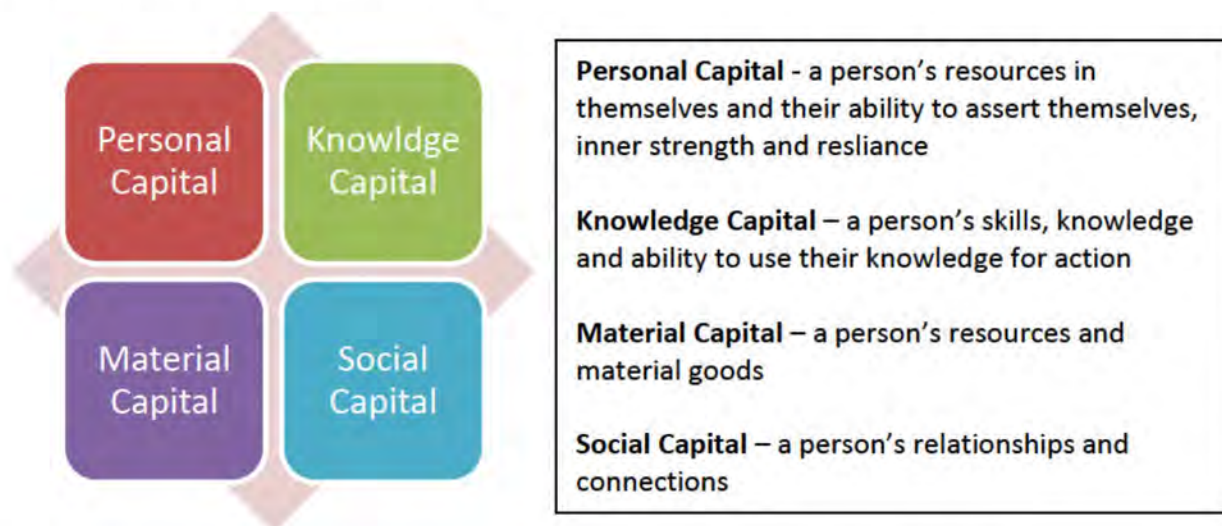 Personal
Capital
Knowldge
Capital
Material
Capital
Social
Capital
Personal Capital - a person's resources in
themselves and their ability to assert themselves,
inner strength and resliance
Knowledge Capital – a person's skills, knowledge
and ability to use their knowledge for action
Material Capital – a person's resources and
material goods
Social Capital – a person's relationships and
connections